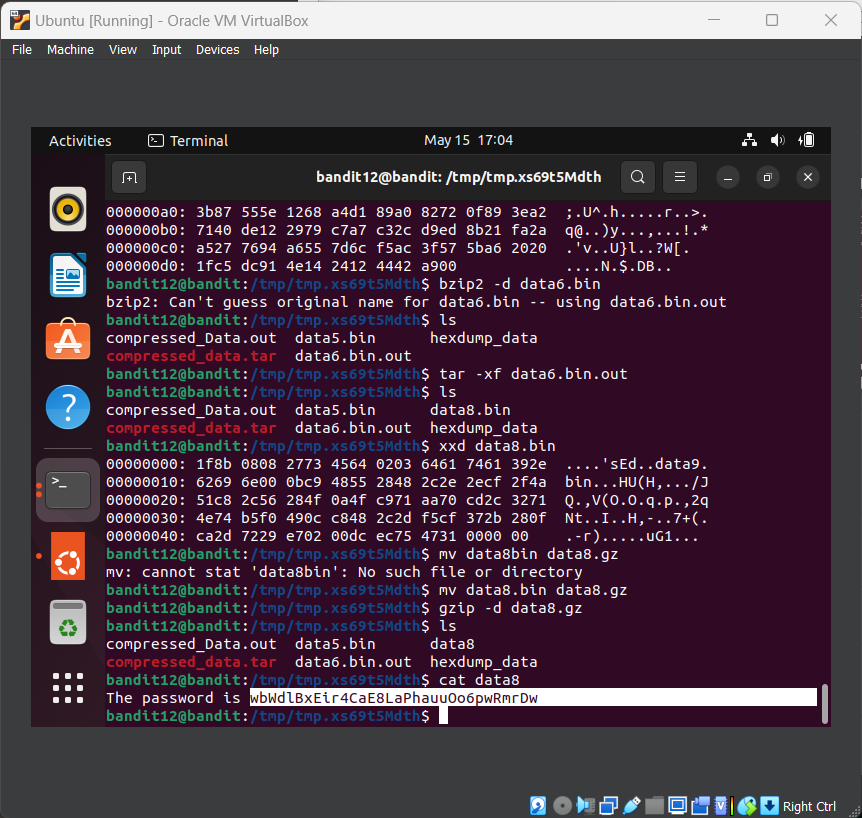 Ubuntu [Running] - Oracle VM VirtualBox
File Machine View Input Devices Help
Activities Terminal May 15 17:04
bandit12@bandit: /tmp/tmp.xs69t5Mdth
000000a0: 3b87 555e 1268 a4d1 89a0 8272 0f89 3ea2 ;.U^.h.....r..>.
000000b0: 7140 de12 2979 c7a7 c32c d9ed 8b21 fa2a q@..)y...,...!.*
000000c0: a527 7694 a655 7d6c f5ac 3f57 5ba6 2020 .'v..U}l..?W[.
000000d0: 1fc5 dc91 4e14 2412 4442 a900 ....N.$.DB..
bandit12@bandit:/tmp/tmp.xs69t5Mdth$ bzip2 -d data6.bin
bzip2: Can't guess original name for data6.bin -- using data6.bin.out
bandit12@bandit:/tmp/tmp.xs69t5Mdth$ ls
compressed_Data.out data5.bin hexdump_data
compressed_data.tar data6.bin.out
bandit12@bandit:/tmp/tmp.xs69t5Mdth$ tar -xf data6.bin.out
bandit12@bandit:/tmp/tmp.xs69t5Mdth$ ls
compressed_Data.out data5.bin data8.bin
compressed_data.tar data6.bin.out hexdump_data
bandit12@bandit:/tmp/tmp.xs69t5Mdth$ xxd data8.bin
00000000: 1f8b 0808 2773 4564 0203 6461 7461 392e ....'sEd..data9.
00000010: 6269 6e00 0bc9 4855 2848 2c2e 2ecf 2f4a bin...HU(H,.../J
00000020: 51c8 2c56 284f 0a4f c971 aa70 cd2c 3271 Q.,V(O.O.q.p.,2q
00000030: 4e74 b5f0 490c c848 2c2d f5cf 372b 280f Nt..I..H,-..7+(.
00000040: ca2d 7229 e702 00dc ec75 4731 0000 00 .-r).....uG1...
bandit12@bandit:/tmp/tmp.xs69t5Mdth$ mv data8bin data8.gz
mv: cannot stat 'data8bin': No such file or directory
bandit12@bandit:/tmp/tmp.xs69t5Mdth$ mv data8.bin data8.gz
bandit12@bandit:/tmp/tmp.xs69t5Mdth$ gzip -d data8.gz
bandit12@bandit:/tmp/tmp.xs69t5Mdth$ ls
compressed_Data.out data5.bin data8
compressed_data.tar data6.bin.out hexdump_data
bandit12@bandit:/tmp/tmp.xs69t5Mdth$ cat data8
The password is wbWdlBxEir4CaE8LaPhauuOo6pwRmrDw
bandit12@bandit:/tmp/tmp.xs69t5Mdth$
Right Ctrl